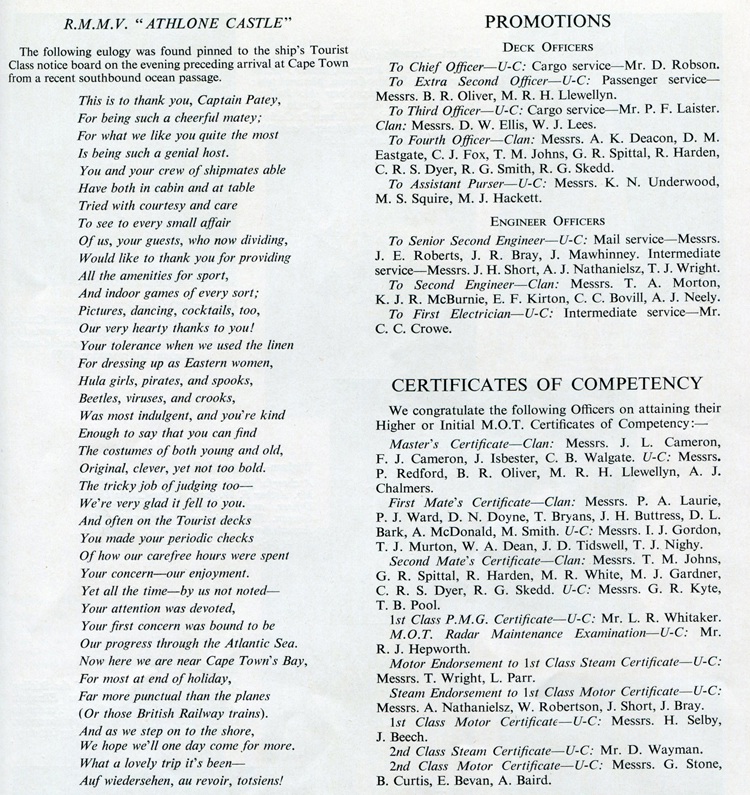 R.M.M.V. “ATHLONE CASTLE”
The following eulogy was found pinned to the ship's Tourist
Class notice board on the evening preceding arrival at Cape Town
from a recent southbound ocean passage.
This is to thank you, Captain Patey,
For being such a cheerful matey;
For what we like you quite the most
Is being such a genial host.
You and your crew of shipmates able
Have both in cabin and at table
Tried with courtesy and care
To see to every small affair
Of us, your guests, who now dividing,
Would like to thank you for providing
All the amenities for sport,
And indoor games of every sort;
Pictures, dancing, cocktails, too,
Our very hearty thanks to you!
Your tolerance when we used the linen
For dressing up as Eastern women,
Hula girls, pirates, and spooks,
Beetles, viruses, and crooks,
Was most indulgent, and you're kind
Enough to say that you can find
The costumes of both young and old,
Original, clever, yet not too bold.
The tricky job of judging too—
We're very glad it fell to you.
And often on the Tourist decks
You made your periodic checks
Of how our carefree hours were spent
Your concern—our enjoyment.
Yet all the time—by us not noted—
Your attention was devoted,
Your first concern was bound to be
Our progress through the Atlantic Sea.
Now here we are near Cape Town's Bay,
For most at end of holiday,
Far more punctual than the planes
(Or those British Railway trains).
And as we step on to the shore,
We hope we'll one day come for more.
What a lovely trip it's been—
Auf wiedersehen, au revoir, totsiens!
PROMOTIONS
DECK OFFICERS
To Chief Officer—U-C: Cargo service—Mr. D. Robson.
To Extra Second Officer—U-C: Passenger service—
Messrs. B. R. Oliver, M. R. H. Llewellyn.
To Third Officer—U-C: Cargo service—Mr. P. F. Laister.
Clan: Messrs. D. W. Ellis, W. J. Lees.
To Fourth Officer—Clan: Messrs. A. K. Deacon, D. M.
Eastgate, C. J. Fox, T. M. Johns, G. R. Spittal, R. Harden,
C. R. S. Dyer, R. G. Smith, R. G. Skedd.
To Assistant Purser—U-C: Messrs. K. N. Underwood,
M. S. Squire, M. J. Hackett.
ENGINEER OFFICERS
To Senior Second Engineer—U-C: Mail service—Messrs.
J. E. Roberts, J. R. Bray, J. Mawhinney. Intermediate
service—Messrs. J. H. Short, A. J. Nathanielsz, T. J. Wright.
To Second Engineer—Clan: Messrs. T. A. Morton,
K. J. R. McBurnie, E. F. Kirton, C. C. Bovill, A. J. Neely.
To First Electrician—U-C: Intermediate service—Mr.
C. C. Crowe.
CERTIFICATES OF COMPETENCY
We congratulate the following Officers on attaining their
Higher or Initial M.O.T. Certificates of Competency:—
Master's Certificate—Clan: Messrs. J. L. Cameron,
F. J. Cameron, J. Isbester, C. B. Walgate. U-C: Messrs.
P. Redford, B. R. Oliver, M. R. H. Llewellyn, A. J.
Chalmers.
First Mate's Certificate—Clan: Messrs. P. A. Laurie,
P. J. Ward, D. N. Doyne, T. Bryans, J. H. Buttress, D. L.
Bark, A. McDonald, M. Smith. U-C: Messrs. I. J. Gordon,
T. J. Murton, W. A. Dean, J. D. Tidswell, T. J. Nighy.
Second Mate's Certificate—Clan: Messrs. T. M. Johns,
G. R. Spittal, R. Harden, M. R. White, M. J. Gardner,
C. R. S. Dyer, R. G. Skedd. U-C: Messrs. G. R. Kyte,
T. B. Pool.
1st Class P.M.G. Certificate—U-C: Mr. L. R. Whitaker.
M.O.T. Radar Maintenance Examination—U-C: Mr.
R. J. Hepworth.
Motor Endorsement to 1st Class Steam Certificate—U-C:
Messrs. T. Wright, L. Parr.
Steam Endorsement to 1st Class Motor Certificate—U-C:
Messrs. A. Nathanielsz, W. Robertson, J. Short, J. Bray.
1st Class Motor Certificate—U-C: Messrs. H. Selby,
J. Beech.
2nd Class Steam Certificate—U-C: Mr. D. Wayman.
2nd Class Motor Certificate—U-C: Messrs. G. Stone,
B. Curtis, E. Bevan, A. Baird.